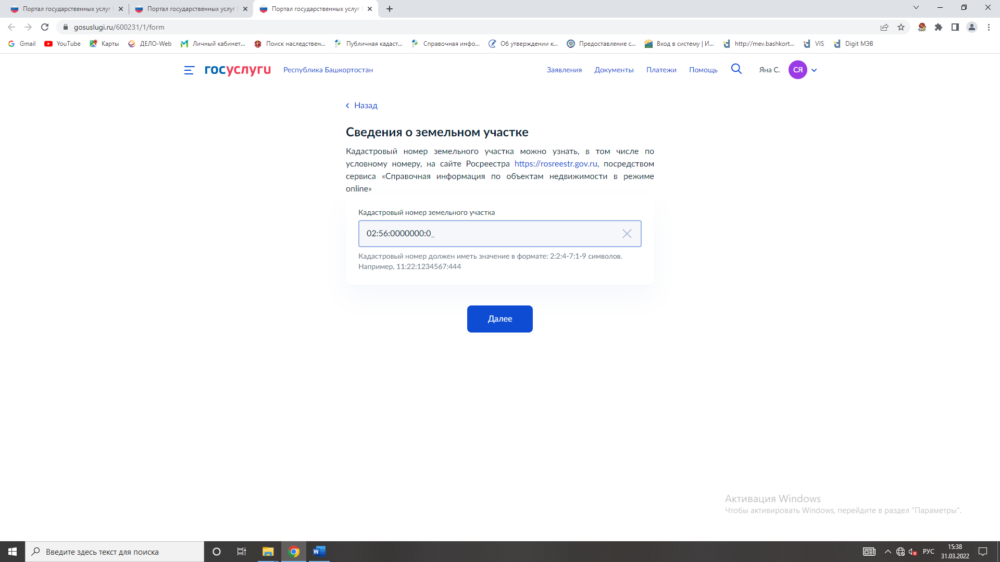 Портал государственных услуг
Портал государственных услуг
Портал государственных услуг
gosuslugi.ru/600231/1/form
Gmail
YouTube
Карты
ДЕЛО-Web
Личный кабинет...
Поиск наследствен...
Публичная кадаст...
Справочная инфо...
Об утверждении к...
Предоставление с...
Вход в систему | И...
http://mev.bashkort...
VIS
Digit МЭВ
госуслуги
Республика Башкортостан
Заявления
Документы
Платежи
Помощь
Яна С.
СЯ
Назад
Сведения о земельном участке
Кадастровый номер земельного участка можно узнать, в том числе по
условному номеру, на сайте Росреестра https://rosreestr.gov.ru, посредством
сервиса «Справочная информация по объектам недвижимости в режиме
online»
Кадастровый номер земельного участка
02:56:0000000:0_
Кадастровый номер должен иметь значение в формате: 2:2:4-7:1-9 символов.
Например, 11:22:1234567:444
Далее
Активация Windows
Чтобы активировать Windows, перейдите в раздел "Параметры".
Введите здесь текст для поиска
РУС
15:38
31.03.2022